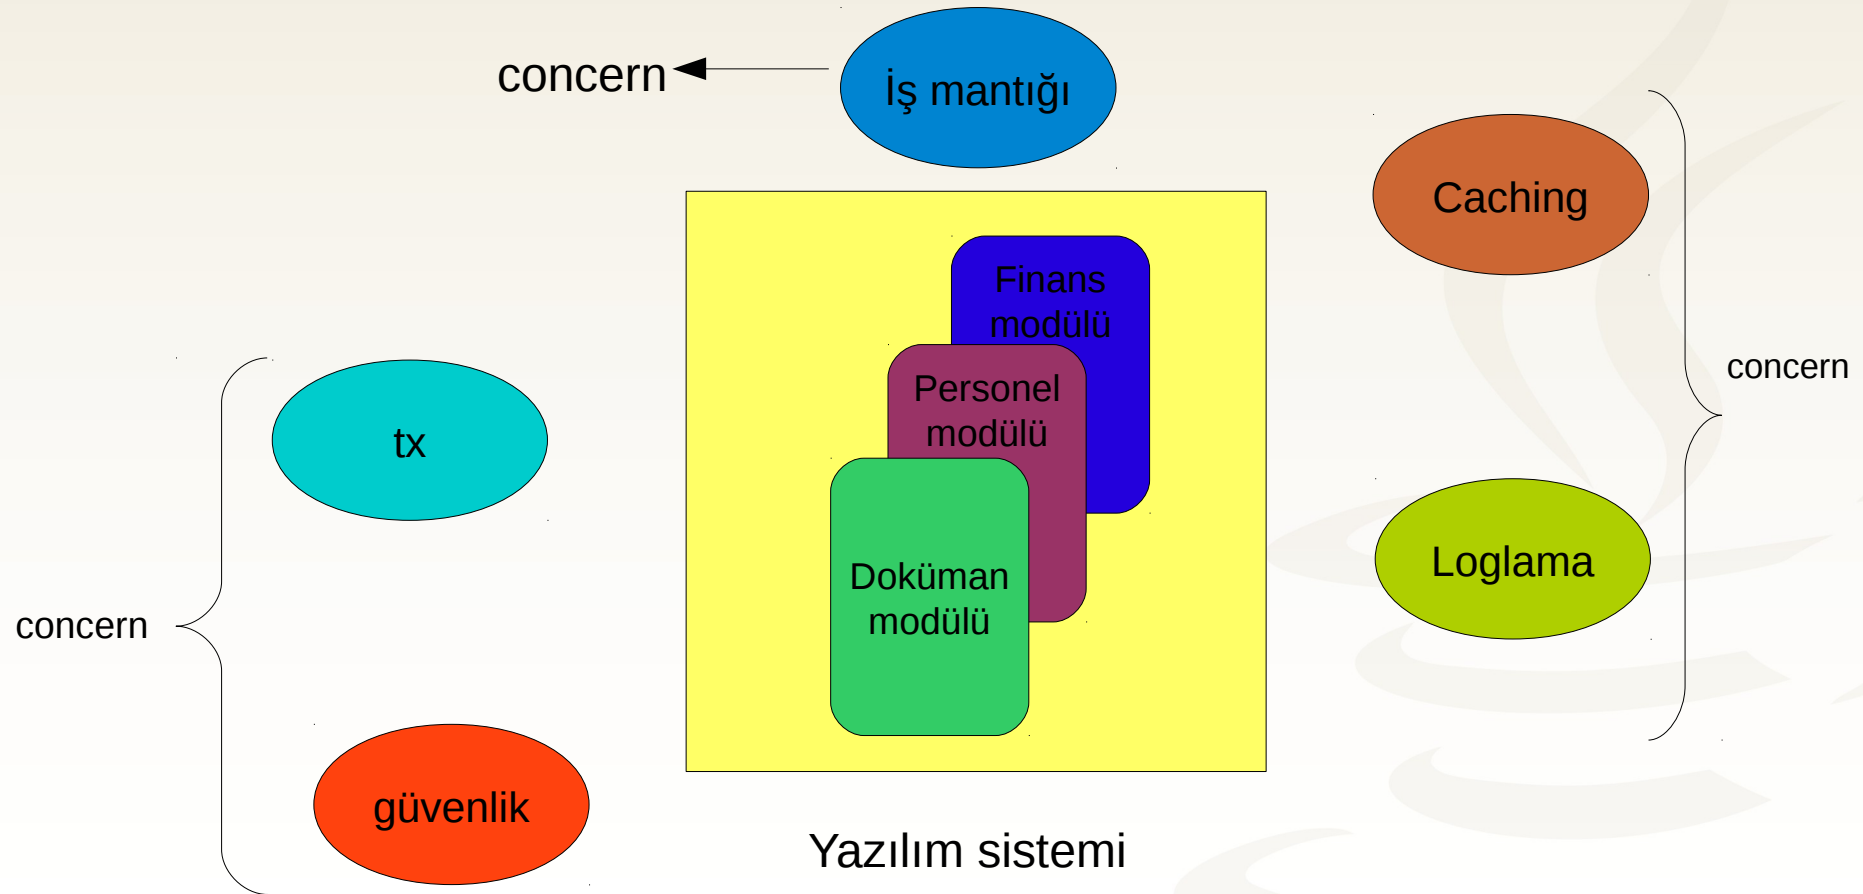 concern
İş mantığı
Caching
Finans
modülü
concern
Personel
modülü
tx
Loglama
Doküman
modülü
concern
güvenlik
Yazılım sistemi